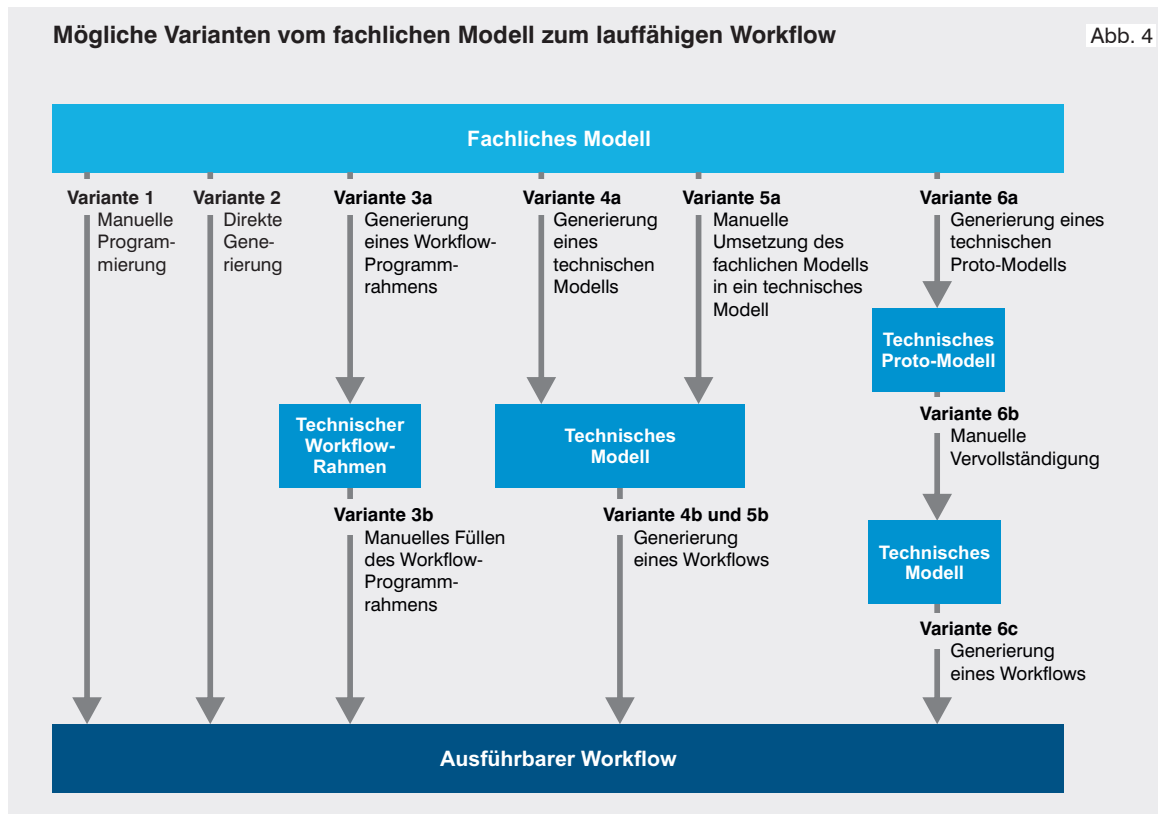 Mögliche Varianten vom fachlichen Modell zum lauffähigen Workflow
Abb. 4
Fachliches Modell
Variante 1
Manuelle
Program-
mierung
Variante 2
Direkte
Gene-
rierung
Variante 3a
Generierung
eines Workflow-
Programm-
rahmens
Variante 4a
Generierung
eines
technischen
Modells
Variante 5a
Manuelle
Umsetzung des
fachlichen Modells
in ein technisches
Modell
Variante 6a
Generierung eines
technischen
Proto-Modells
Technisches
Proto-Modell
Technischer
Workflow-
Rahmen
Technisches
Modell
Variante 6b
Manuelle
Vervollständigung
Variante 3b
Manuelles Füllen
des Workflow-
Programm-
rahmens
Variante 4b und 5b
Generierung
eines Workflows
Technisches
Modell
Variante 6c
Generierung
eines Workflows
Ausführbarer Workflow